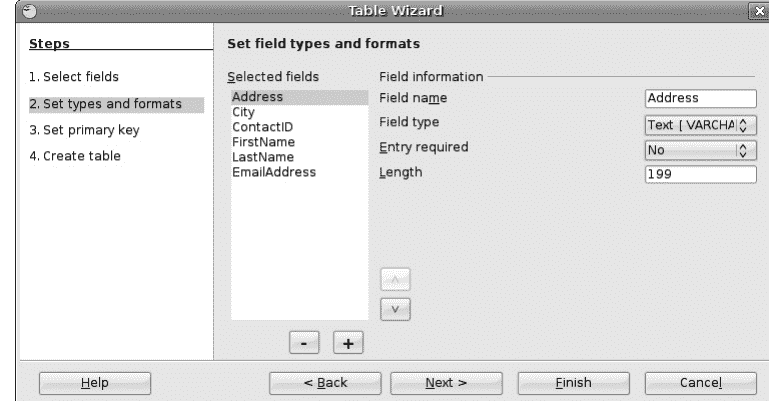 Table Wizard
Steps
1. Select fields
2. Set types and formats
3. Set primary key
4. Create table
Set field types and formats
Selected fields
Address
City
ContactID
FirstName
LastName
EmailAddress
- +
Field information
Field name Address
Field type Text [ VARCHA
Entry required No
Length 199
Help < Back Next > Finish Cancel